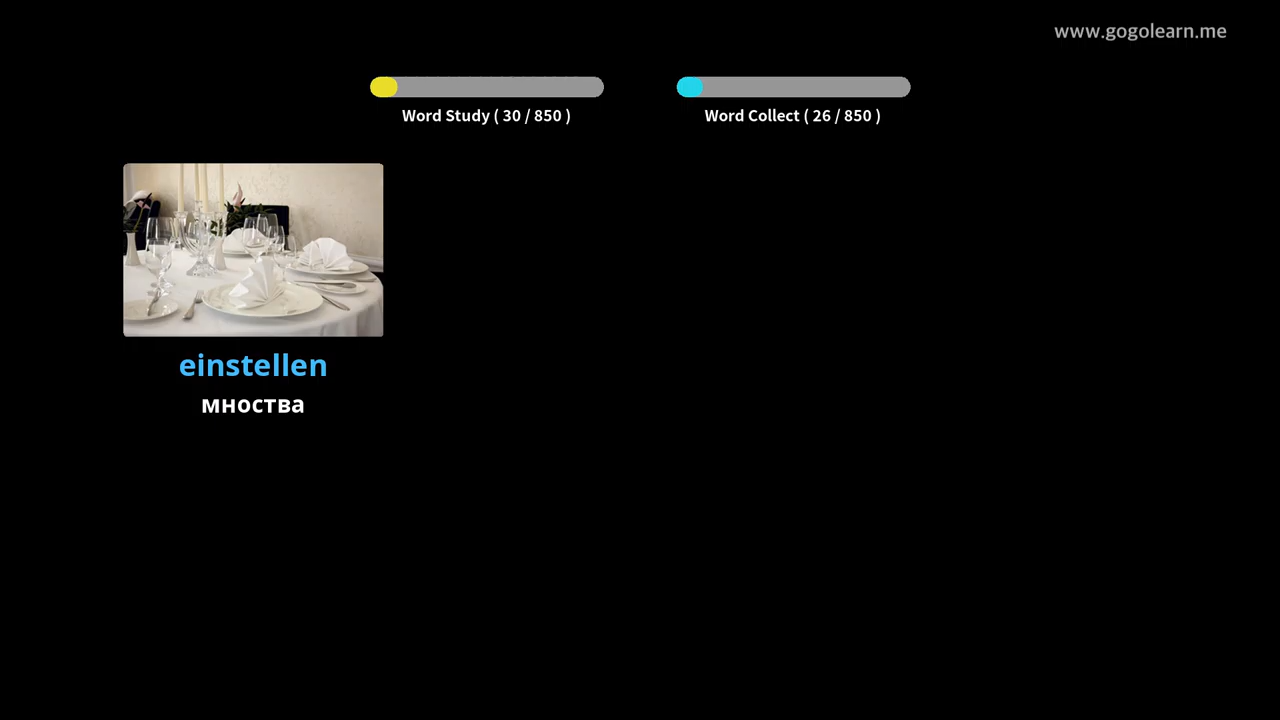 www.gogolearn.me
Word Study ( 30 / 850 )
Word Collect ( 26 / 850 )
einstellen
мноства